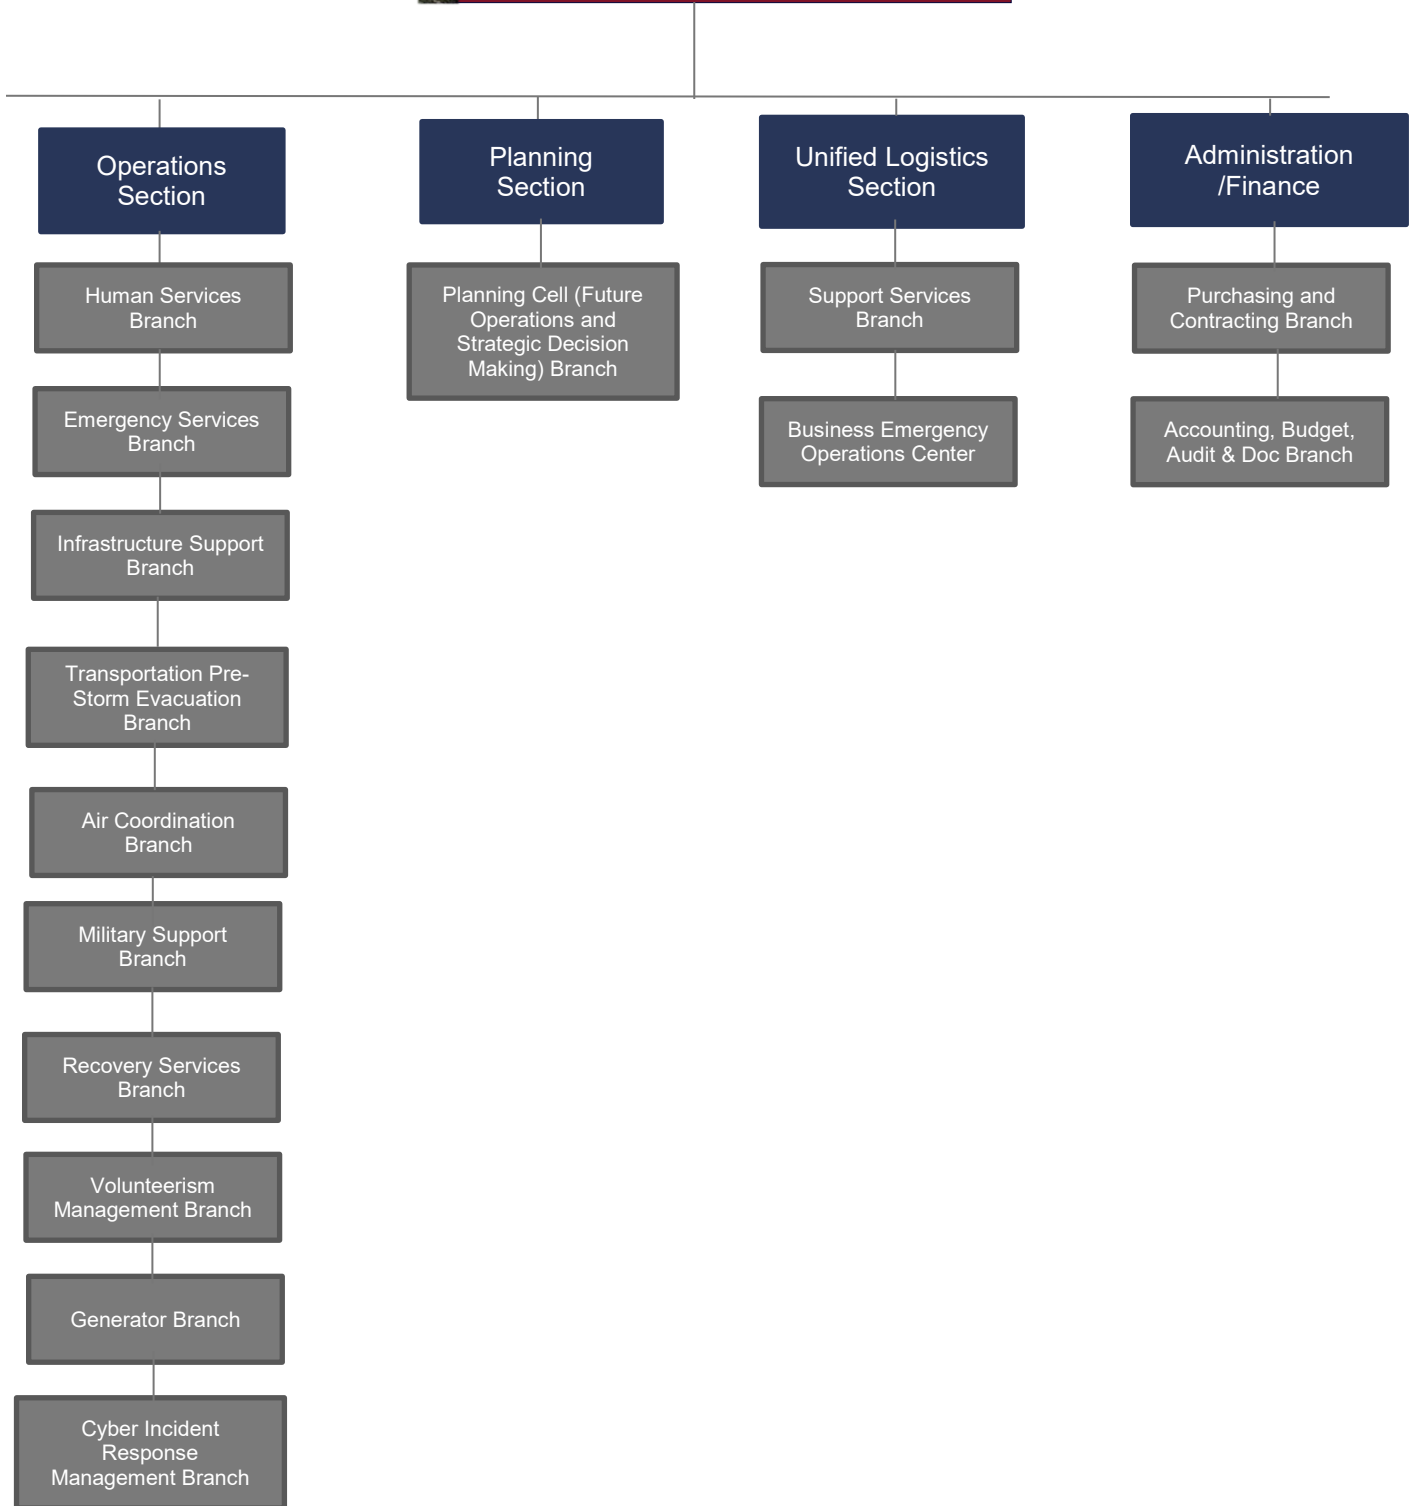 Operations
Section
Planning
Section
Unified Logistics
Section
Administration
/Finance
Human Services
Branch
Emergency Services
Branch
Infrastructure Support
Branch
Transportation Pre-
Storm Evacuation
Branch
Air Coordination
Branch
Military Support
Branch
Recovery Services
Branch
Volunteerism
Management Branch
Generator Branch
Cyber Incident
Response
Management Branch
Planning Cell (Future
Operations and
Strategic Decision
Making) Branch
Support Services
Branch
Business Emergency
Operations Center
Purchasing and
Contracting Branch
Accounting, Budget,
Audit & Doc Branch